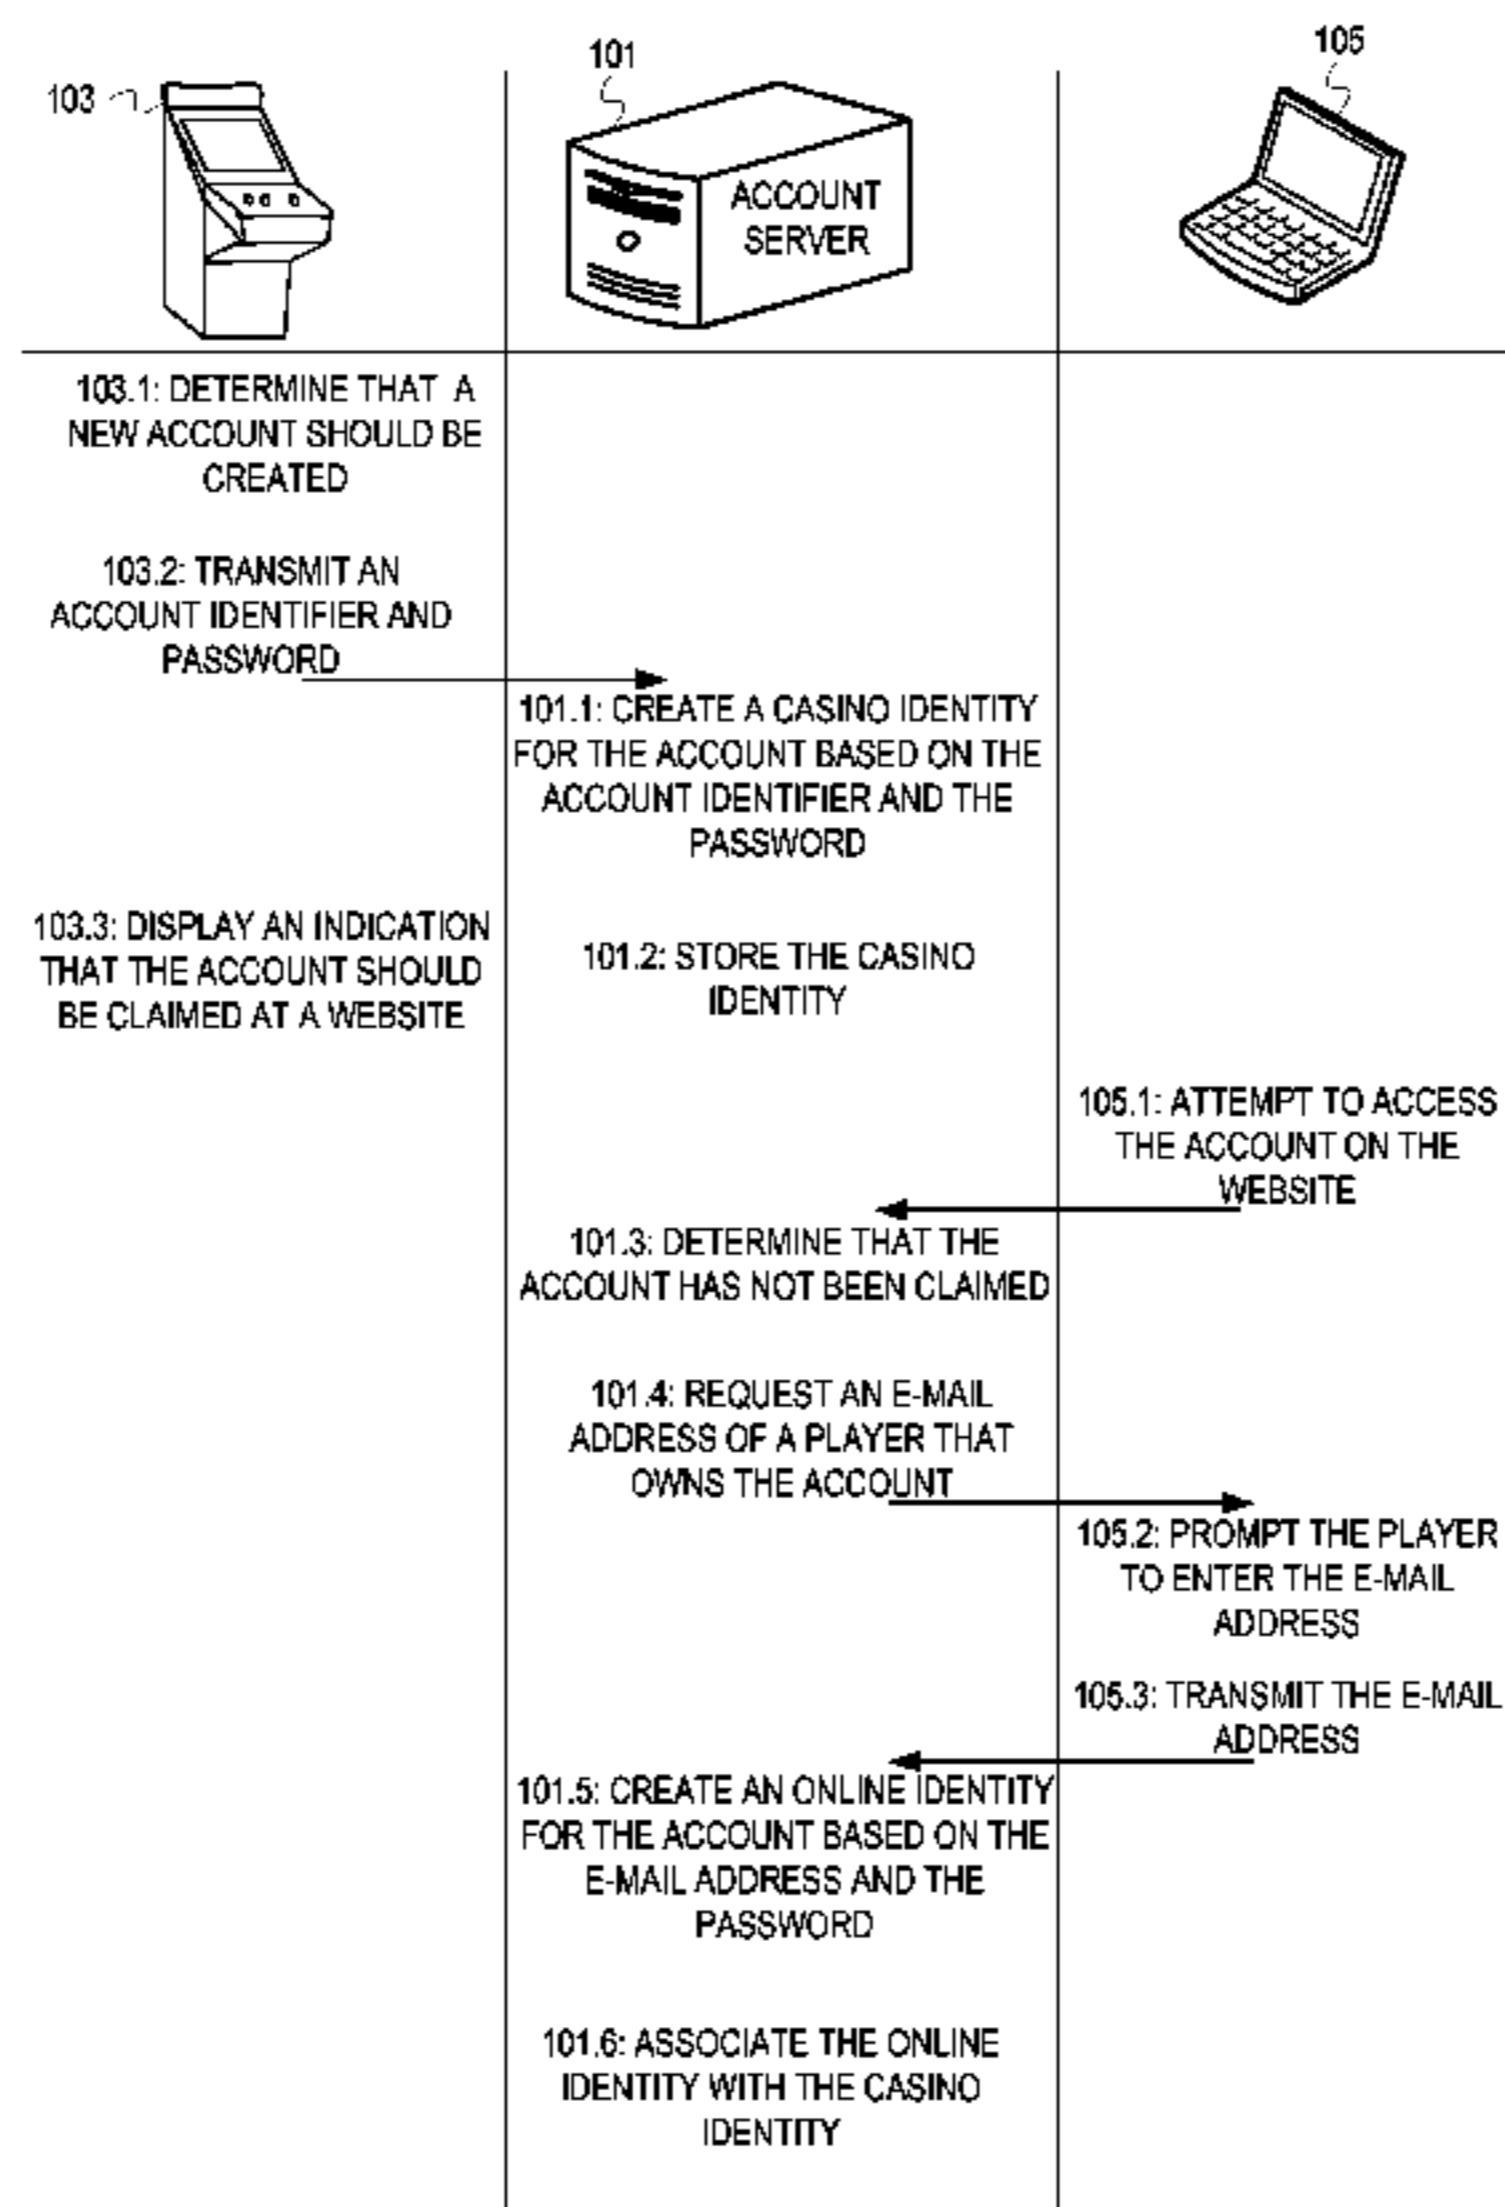 103
101
105
ACCOUNT
SERVER
103.1: DETERMINE THAT A
NEW ACCOUNT SHOULD BE
CREATED
103.2: TRANSMIT AN
ACCOUNT IDENTIFIER AND
PASSWORD
101.1: CREATE A CASINO IDENTITY
FOR THE ACCOUNT BASED ON THE
ACCOUNT IDENTIFIER AND THE
PASSWORD
103.3: DISPLAY AN INDICATION
THAT THE ACCOUNT SHOULD
BE CLAIMED AT A WEBSITE
101.2: STORE THE CASINO
IDENTITY
105.1: ATTEMPT TO ACCESS
THE ACCOUNT ON THE
WEBSITE
101.3: DETERMINE THAT THE
ACCOUNT HAS NOT BEEN CLAIMED
101.4: REQUEST AN E-MAIL
ADDRESS OF A PLAYER THAT
OWNS THE ACCOUNT
105.2: PROMPT THE PLAYER
TO ENTER THE E-MAIL
ADDRESS
105.3: TRANSMIT THE E-MAIL
ADDRESS
101.5: CREATE AN ONLINE IDENTITY
FOR THE ACCOUNT BASED ON THE
E-MAIL ADDRESS AND THE
PASSWORD
101.6: ASSOCIATE THE ONLINE
IDENTITY WITH THE CASINO
IDENTITY